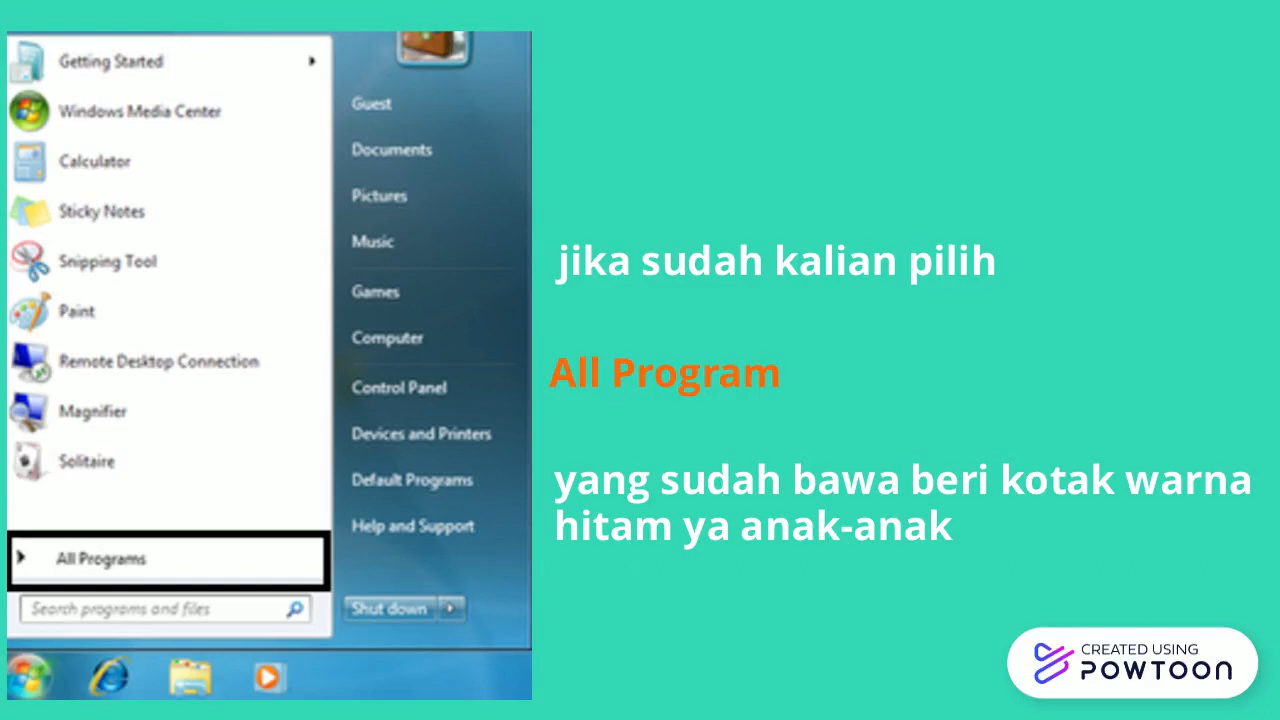 Getting Started
Windows Media Center
Calculator
Sticky Notes
Snipping Tool
Paint
Remote Desktop Connection
Magnifier
Solitaire
All Programs
Search programs and files
Guest
Documents
Pictures
Music
Games
Computer
Control Panel
Devices and Printers
Default Programs
Help and Support
Shut down
jika sudah kalian pilih
All Program
yang sudah bawa beri kotak warna
hitam ya anak-anak
CREATED USING
POWTOON